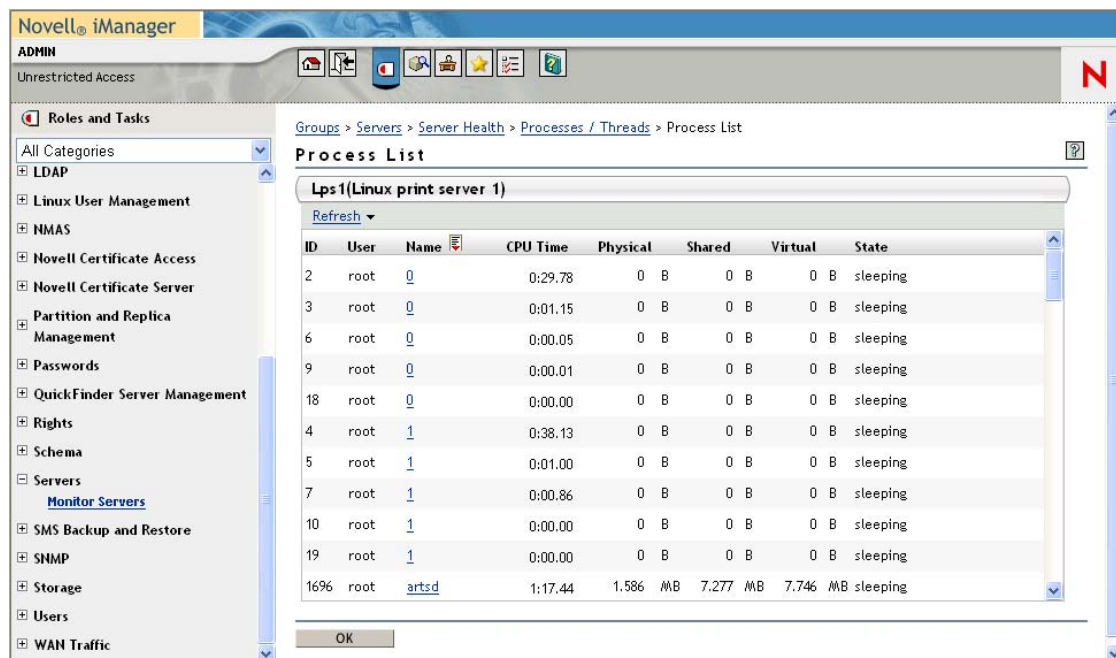 Novell® iManager
ADMIN
Unrestricted Access
N
Roles and Tasks
All Categories
LDAP
Linux User Management
NMAS
Novell Certificate Access
Novell Certificate Server
Partition and Replica
Management
Passwords
QuickFinder Server Management
Rights
Schema
Servers
Monitor Servers
SMS Backup and Restore
SNMP
Storage
Users
WAN Traffic
Groups > Servers > Server Health > Processes / Threads > Process List
Process List
?
Lps1(Linux print server 1)
Refresh
ID User Name CPU Time Physical Shared Virtual State
2 root 0 0:29.78 0 B 0 B 0 B sleeping
3 root 0 0:01.15 0 B 0 B 0 B sleeping
6 root 0 0:00.05 0 B 0 B 0 B sleeping
9 root 0 0:00.01 0 B 0 B 0 B sleeping
18 root 0 0:00.00 0 B 0 B 0 B sleeping
4 root 1 0:38.13 0 B 0 B 0 B sleeping
5 root 1 0:01.00 0 B 0 B 0 B sleeping
7 root 1 0:00.86 0 B 0 B 0 B sleeping
10 root 1 0:00.00 0 B 0 B 0 B sleeping
19 root 1 0:00.00 0 B 0 B 0 B sleeping
1696 root artsd 1:17.44 1.586 MB 7.277 MB 7.746 MB sleeping
OK